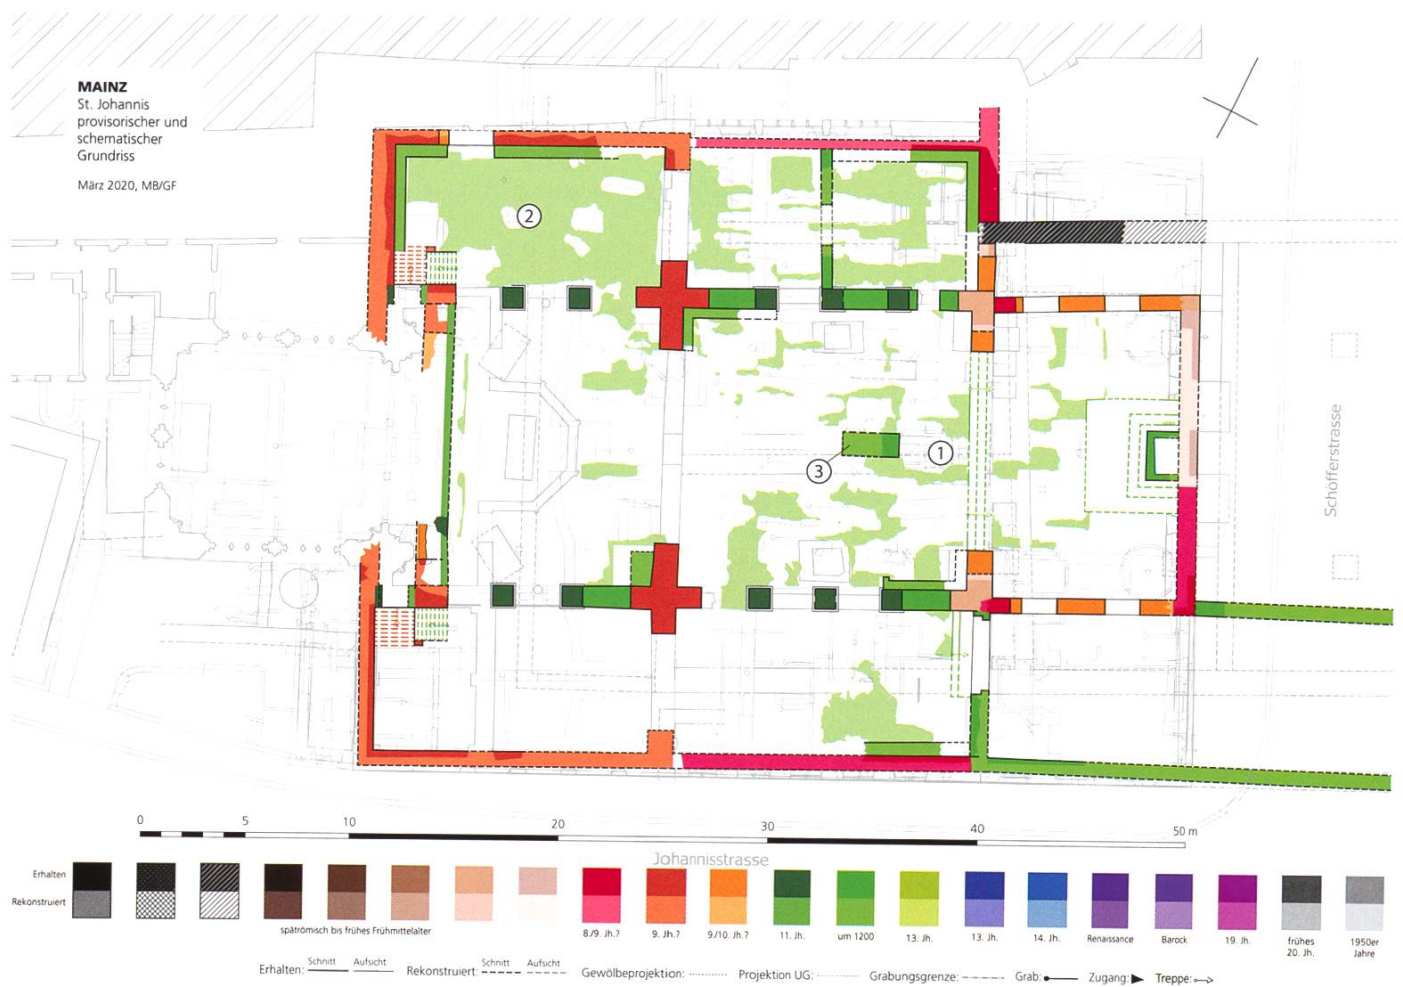 MAINZ
St. Johannis
provisorischer und
schematischer
Grundriss
März 2020, MB/GF
2
1
3
Schöfferstrasse
0 5 10 20 30 40 50 m
Johannisstrasse
Erhalten
Rekonstruiert
spätrömisch bis frühes Frühmittelalter
8./9. Jh.? 9. Jh.? 9./10. Jh.? 11. Jh. um 1200 13. Jh. 13. Jh. 14. Jh. Renaissance Barock 19. Jh. frühes 1950er
20. Jh. Jahre
Erhalten: Schnitt Aufsicht Rekonstruiert: Schnitt Aufsicht Gewölbeprojektion: Projektion UG: Grabungsgrenze: Grab: Zugang: Treppe: